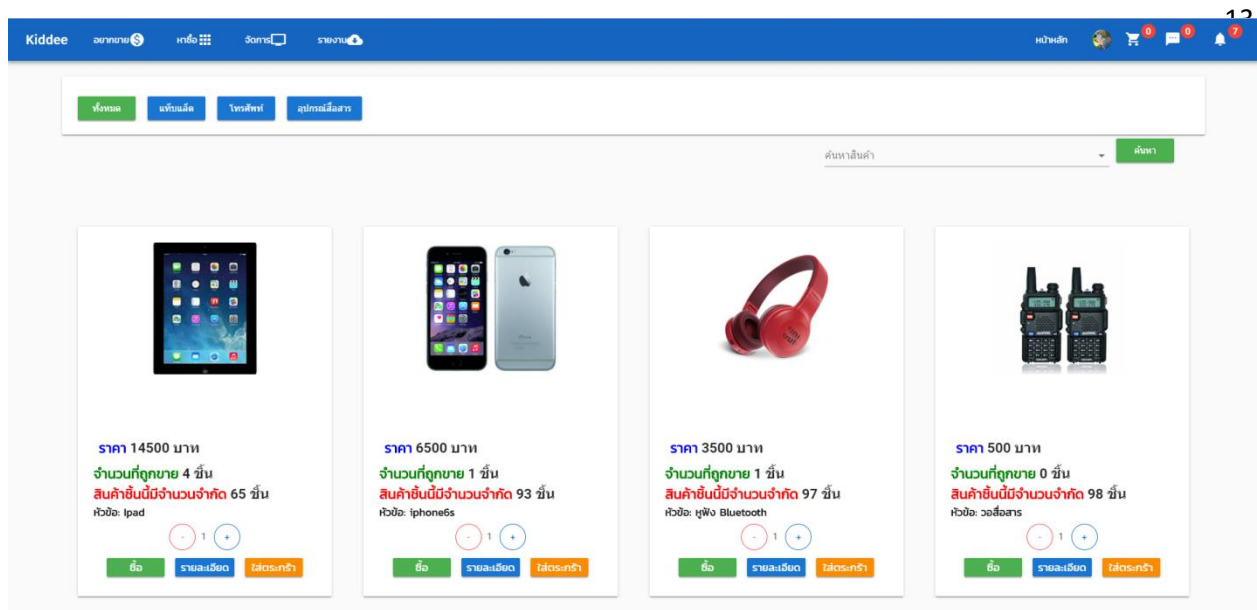 13
Kiddee อยากขาย หาซื้อ จัดการ รายงาน หน้าหลัก 0 0 7
ทั้งหมด แท็บแล็ต โทรศัพท์ อุปกรณ์สื่อสาร
ค้นหาสินค้า ค้นหา
ราคา 14500 บาท
จำนวนที่ถูกขาย 4 ชิ้น
สินค้าชิ้นนี้มีจำนวนจำกัด 65 ชิ้น
หัวข้อ: Ipad
- 1 +
ซื้อ รายละเอียด ใส่ตระกร้า
ราคา 6500 บาท
จำนวนที่ถูกขาย 1 ชิ้น
สินค้าชิ้นนี้มีจำนวนจำกัด 93 ชิ้น
หัวข้อ: iphone6s
- 1 +
ซื้อ รายละเอียด ใส่ตระกร้า
ราคา 3500 บาท
จำนวนที่ถูกขาย 1 ชิ้น
สินค้าชิ้นนี้มีจำนวนจำกัด 97 ชิ้น
หัวข้อ: หูฟัง Bluetooth
- 1 +
ซื้อ รายละเอียด ใส่ตระกร้า
ราคา 500 บาท
จำนวนที่ถูกขาย 0 ชิ้น
สินค้าชิ้นนี้มีจำนวนจำกัด 98 ชิ้น
หัวข้อ: วอสื่อสาร
- 1 +
ซื้อ รายละเอียด ใส่ตระกร้า